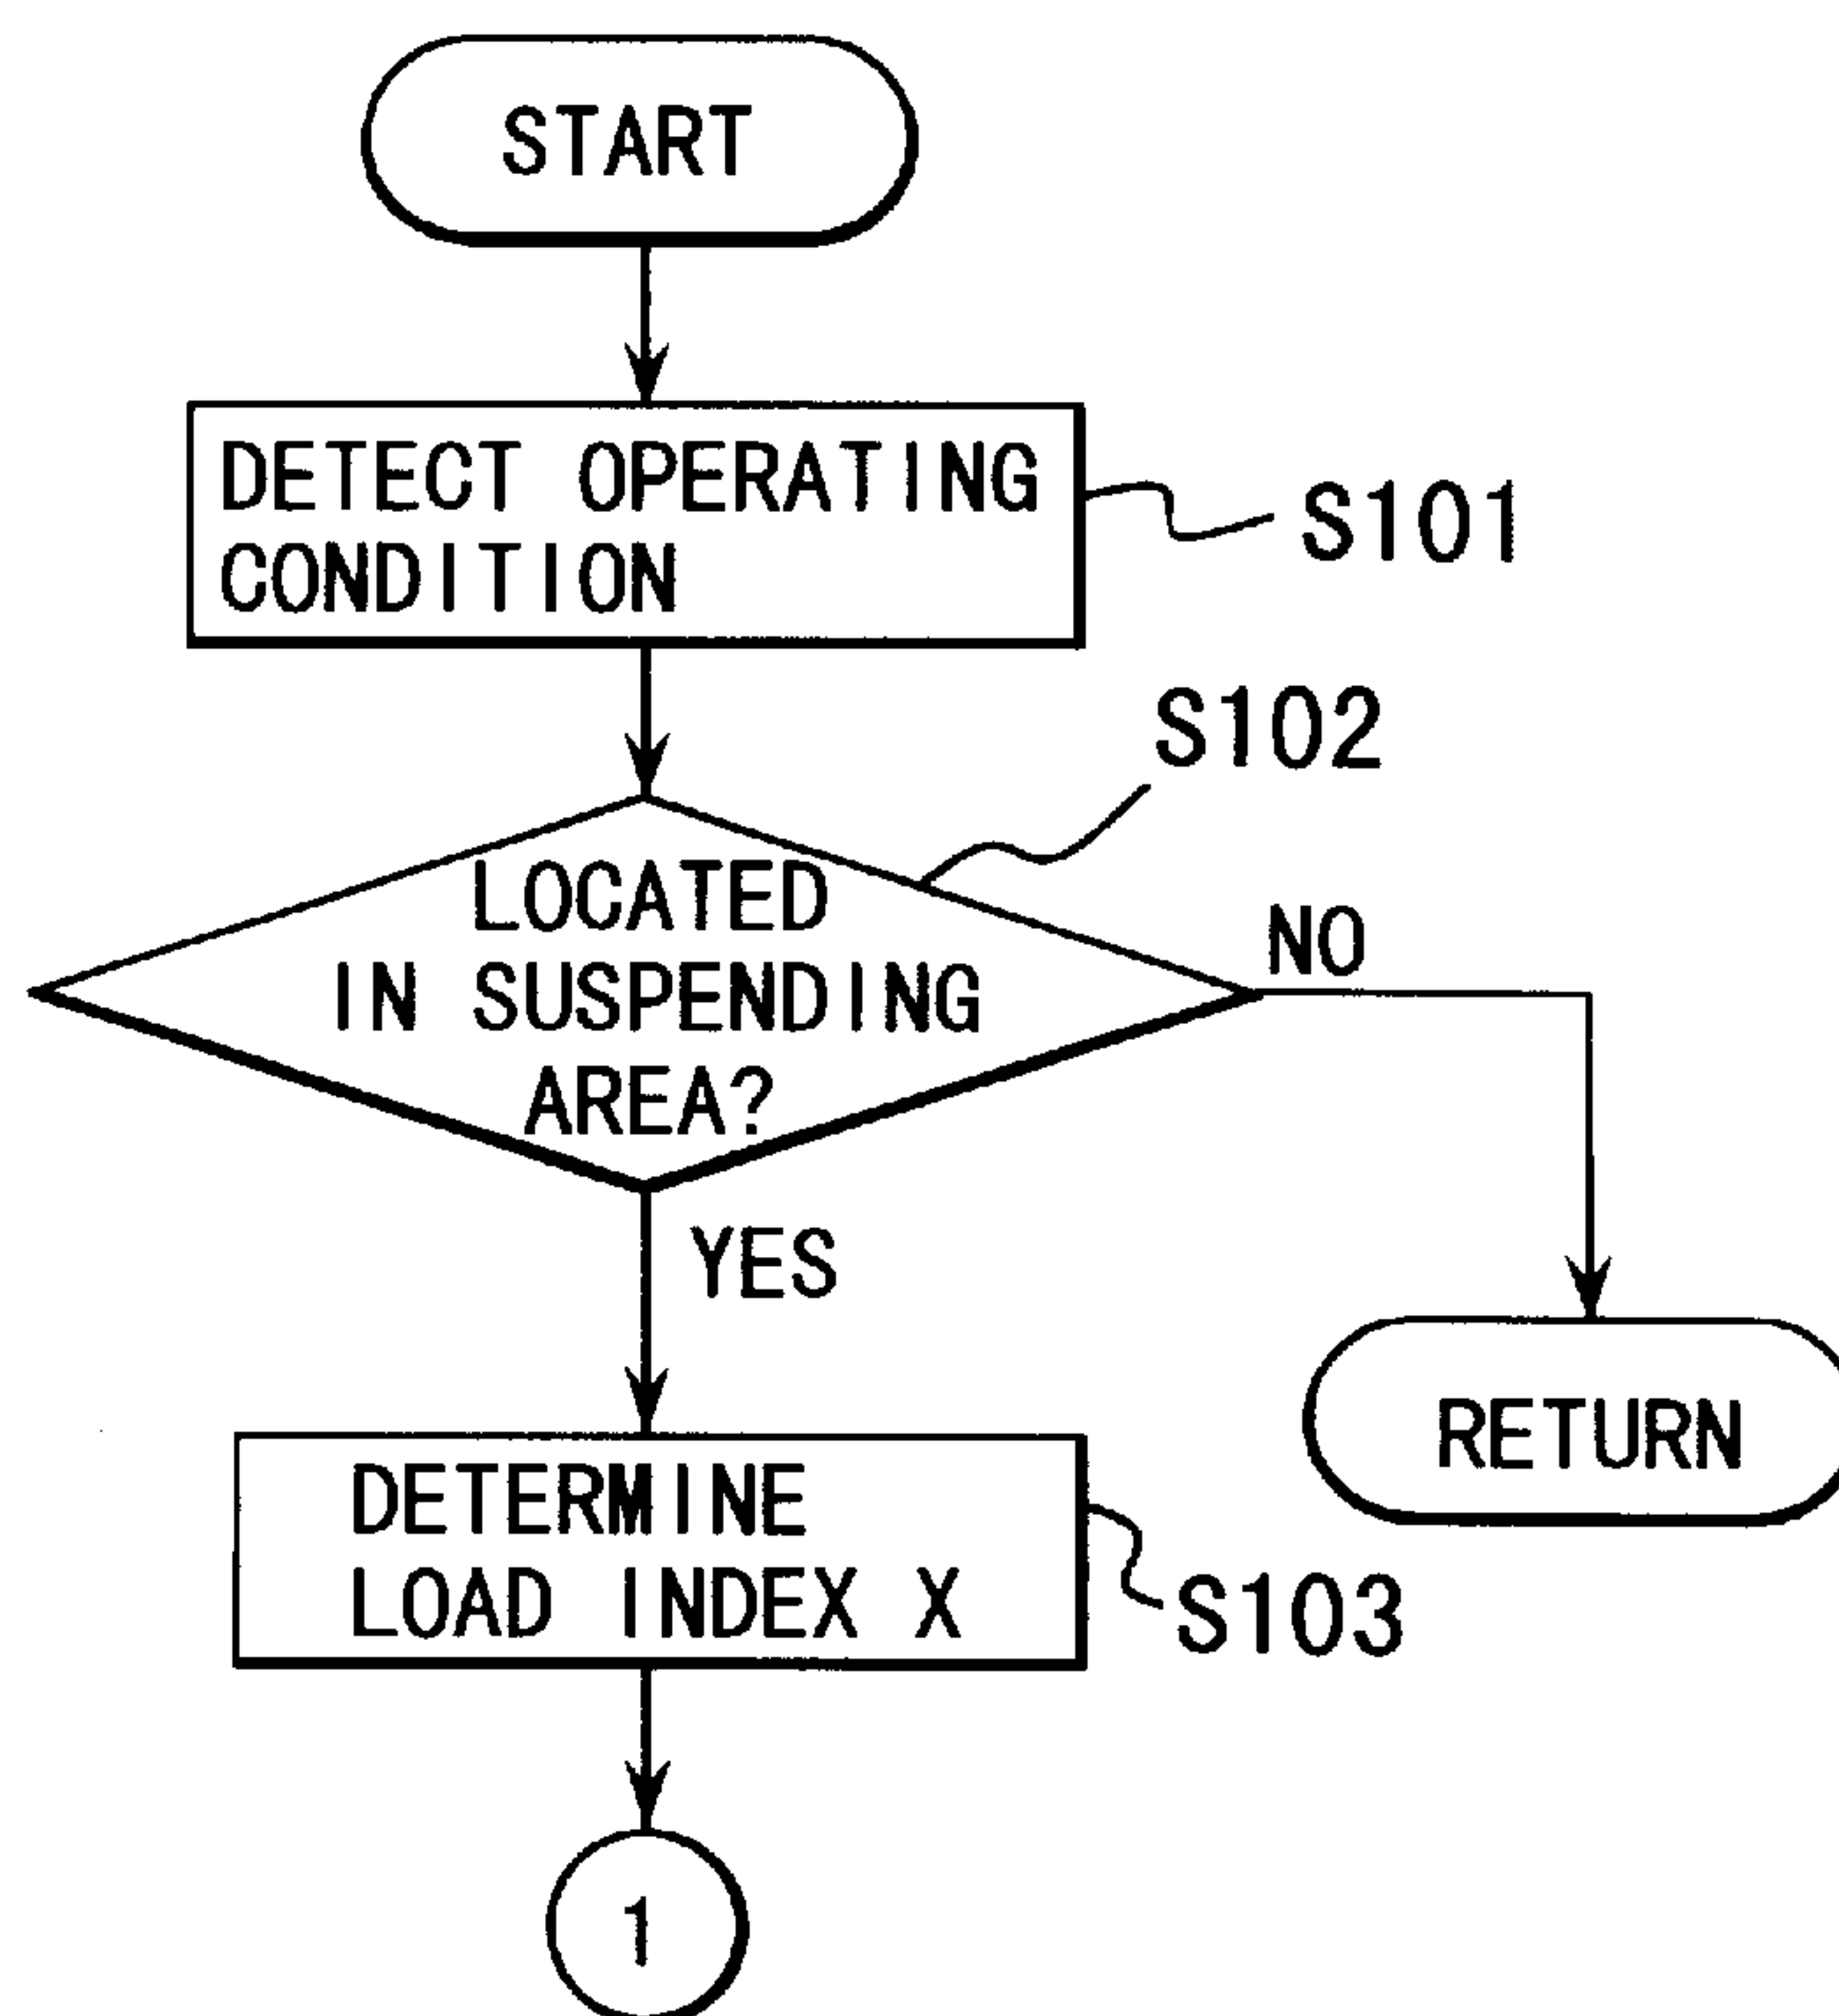 START
DETECT OPERATING
CONDITION
S101
S102
LOCATED
IN SUSPENDING
AREA?
NO
YES
RETURN
DETERMINE
LOAD INDEX X
S103
1